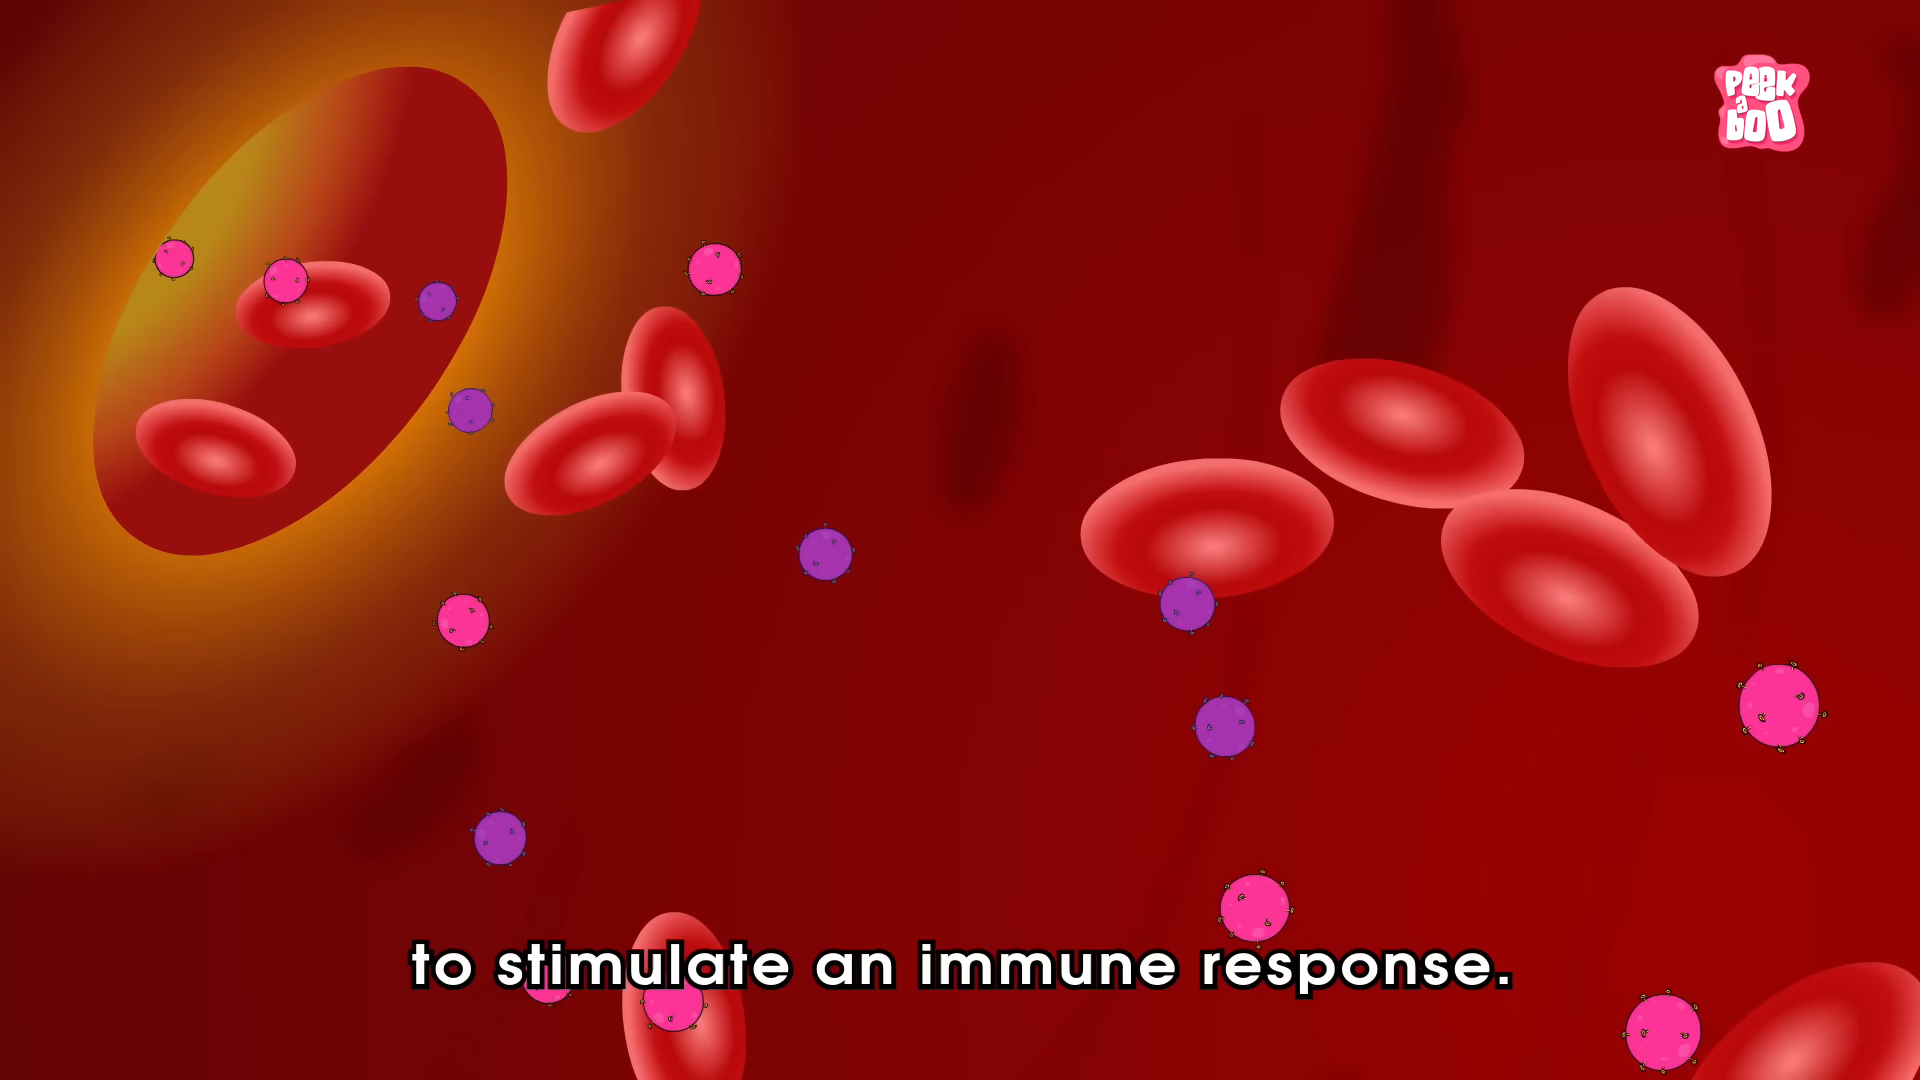 PEEK
a
boo
to stimulate an immune response.